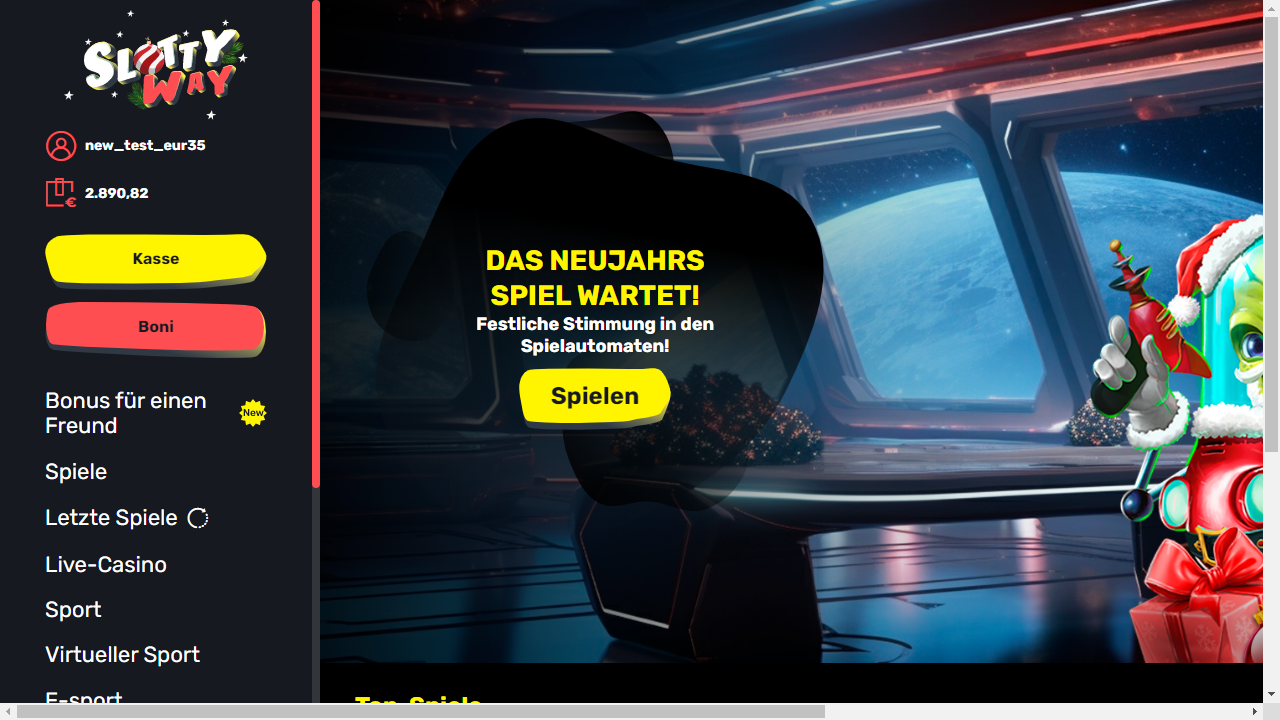 SLOTTY
WAY
new_test_eur35
€
2.890,82
Kasse
Boni
Bonus für einen
Freund
New
Spiele
Letzte Spiele
Live-Casino
Sport
Virtueller Sport
E-sport
DAS NEUJAHRS
SPIEL WARTET!
Festliche Stimmung in den
Spielautomaten!
Spielen
Top-Spiele